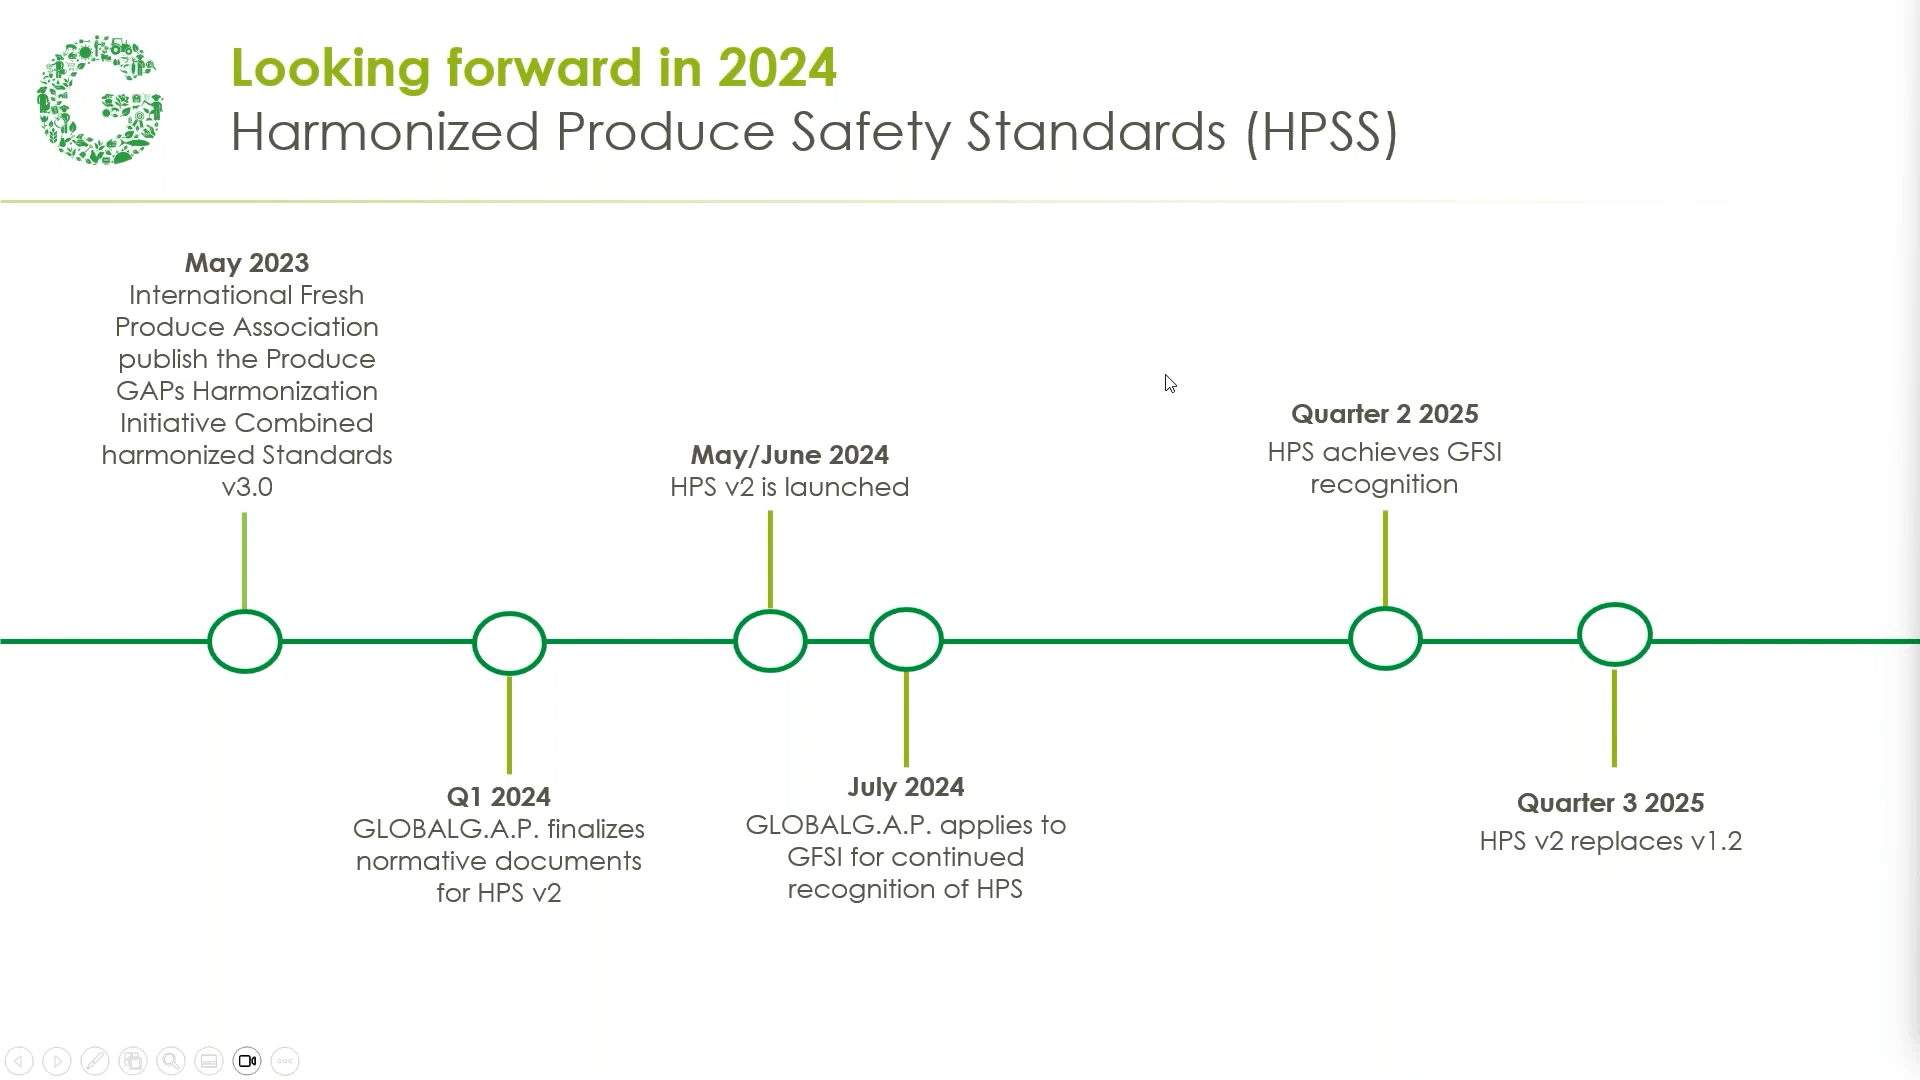 Looking forward in 2024
Harmonized Produce Safety Standards (HPSS)
May 2023
International Fresh
Produce Association
publish the Produce
GAPs Harmonization
Initiative Combined
harmonized Standards
v3.0
Q1 2024
GLOBALG.A.P. finalizes
normative documents
for HPS v2
May/June 2024
HPS v2 is launched
July 2024
GLOBALG.A.P. applies to
GFSI for continued
recognition of HPS
Quarter 2 2025
HPS achieves GFSI
recognition
Quarter 3 2025
HPS v2 replaces v1.2